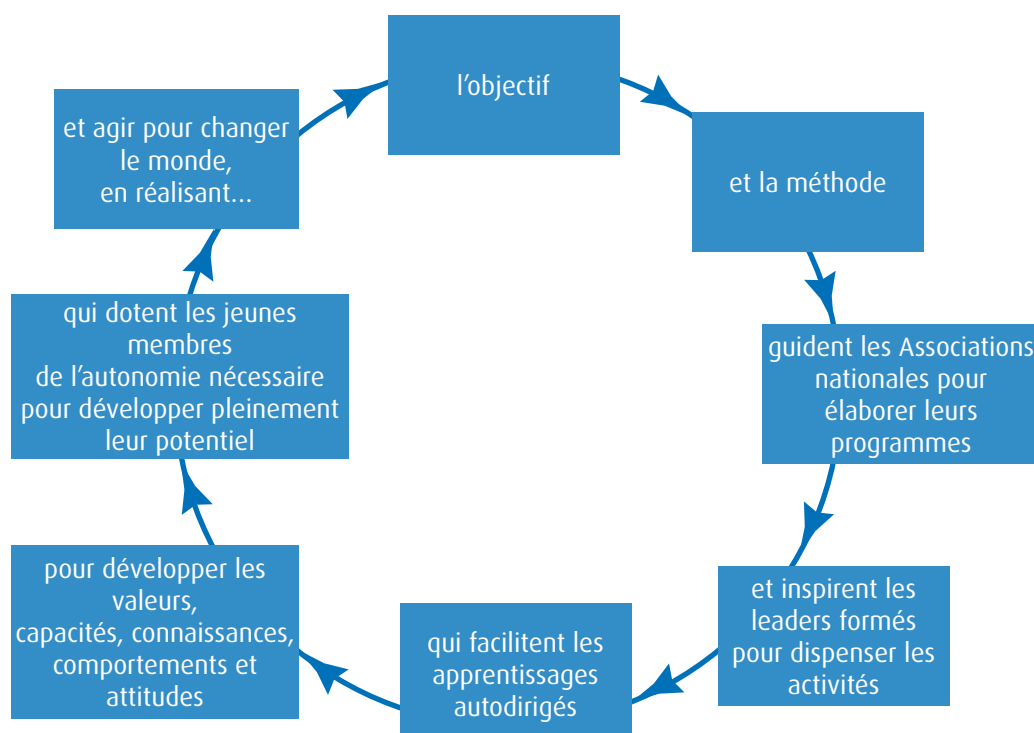 l’objectif
et la méthode
guident les Associations
nationales pour
élaborer leurs
programmes
et inspirent les
leaders formés
pour dispenser les
activités
qui facilitent les
apprentissages
autodirigés
pour développer les
valeurs,
capacités, connaissances,
comportements et
attitudes
qui dotent les jeunes
membres
de l’autonomie nécessaire
pour développer pleinement
leur potentiel
et agir pour changer
le monde,
en réalisant...